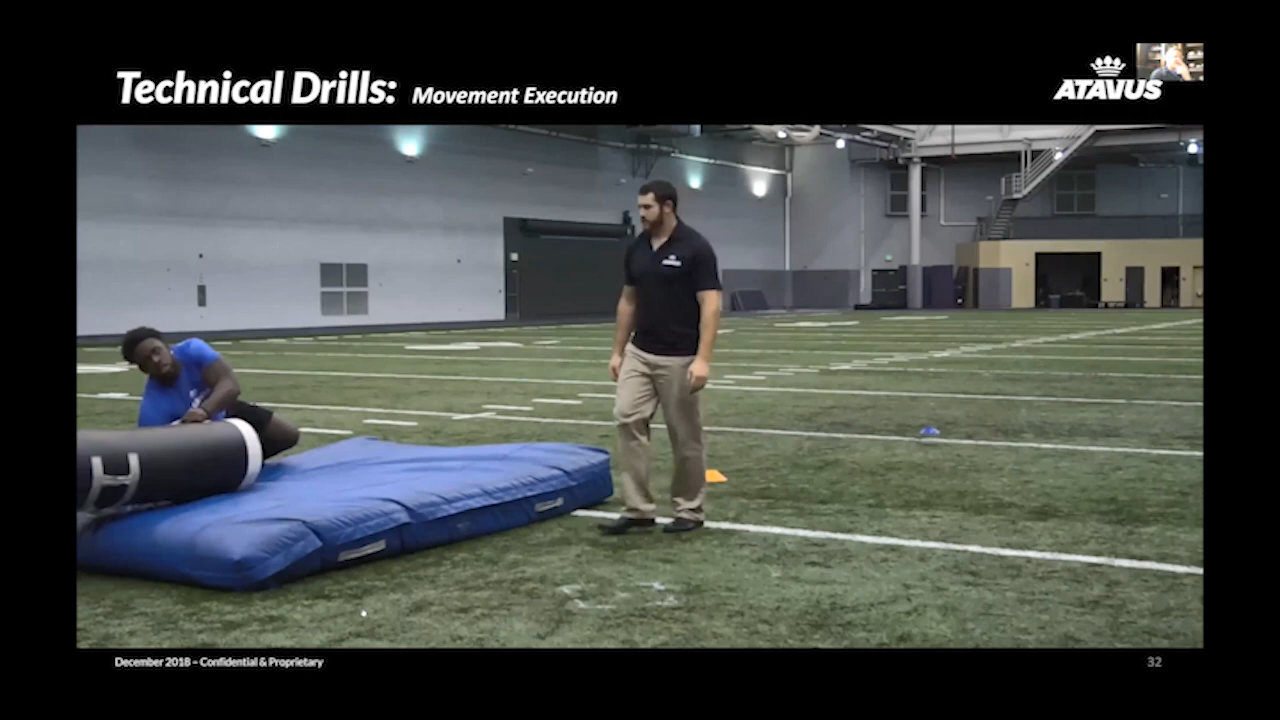 Technical Drills: Movement Execution
ATAVUS
December 2018 – Confidential & Proprietary
32